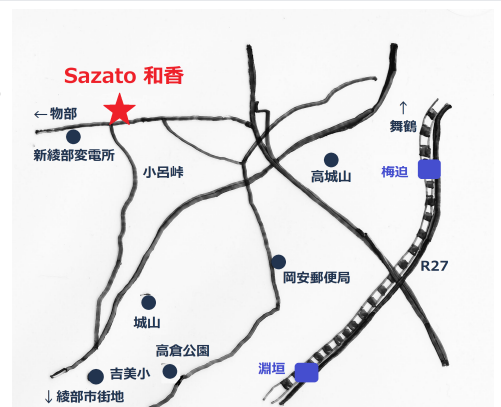 Sazato 和香
← 物部
新綾部変電所
小呂峠
↑
舞鶴
梅迫
高城山
R27
岡安郵便局
城山
高倉公園
淵垣
吉美小
↓ 綾部市街地